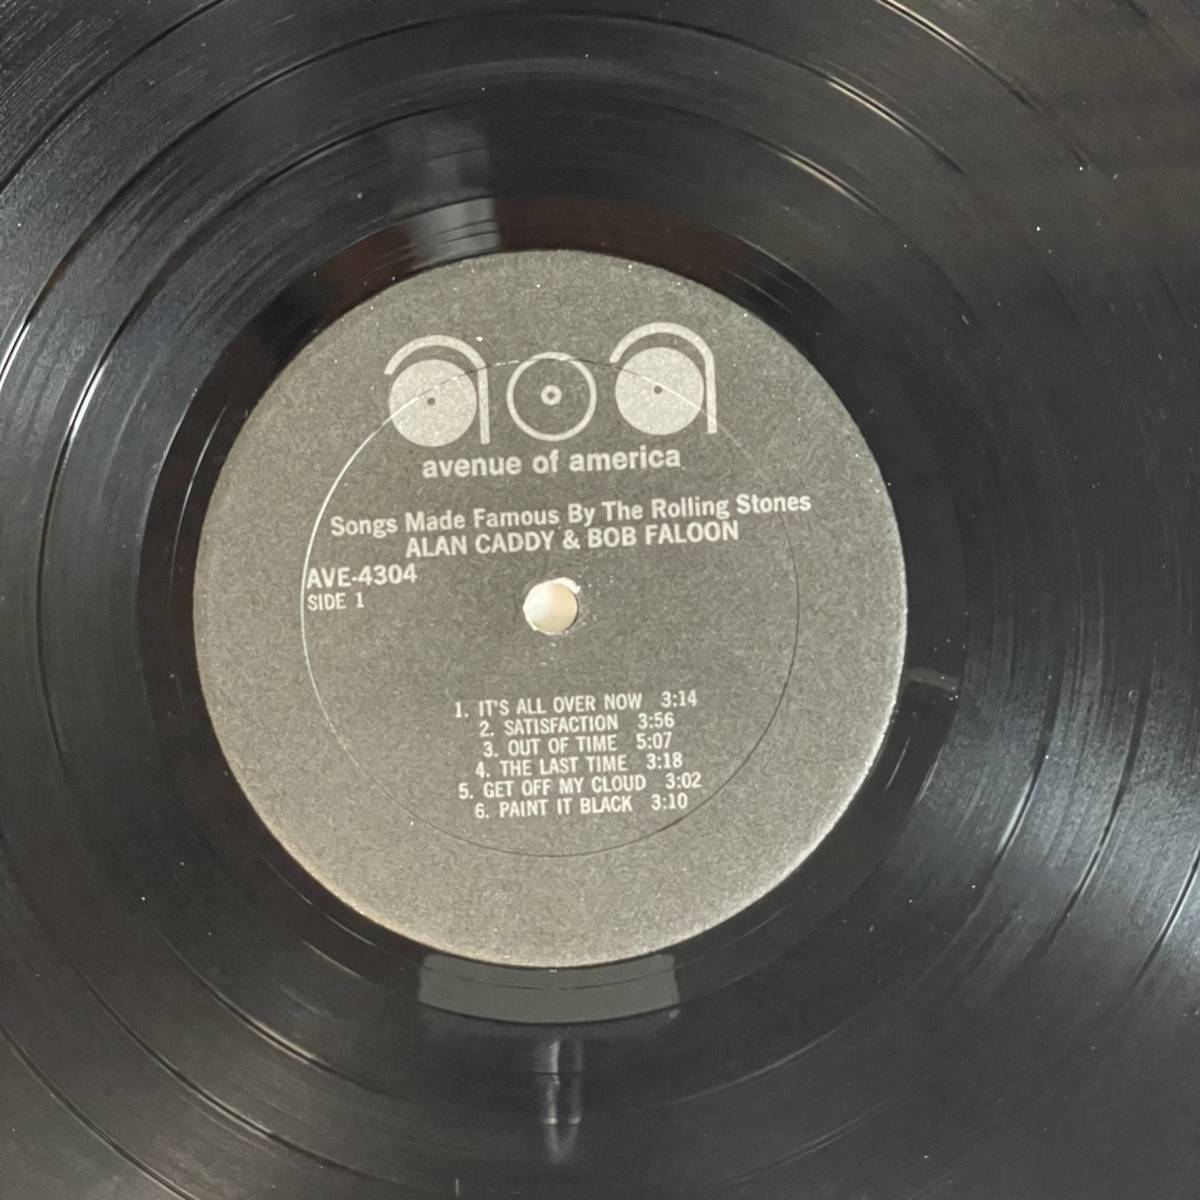 aoa
avenue of america
Songs Made Famous By The Rolling Stones
ALAN CADDY & BOB FALOON
AVE-4304
SIDE 1
1. IT'S ALL OVER NOW 3:14
2. SATISFACTION 3:56
3. OUT OF TIME 5:07
4. THE LAST TIME 3:18
5. GET OFF MY CLOUD 3:02
6. PAINT IT BLACK 3:10